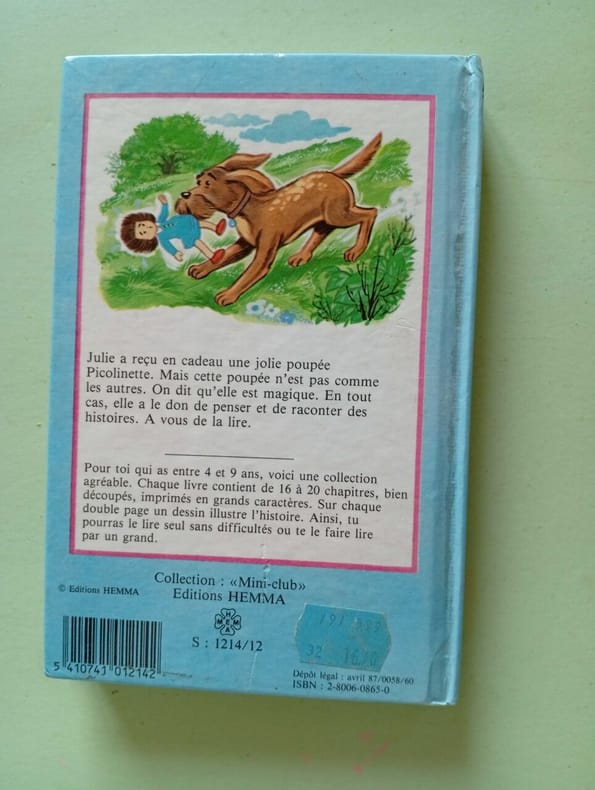 Julie a reçu en cadeau une jolie poupée
Picolinette. Mais cette poupée n'est pas comme
les autres. On dit qu'elle est magique. En tout
cas, elle a le don de penser et de raconter des
histoires. A vous de la lire.
Pour toi qui as entre 4 et 9 ans, voici une collection
agréable. Chaque livre contient de 16 à 20 chapitres, bien
découpés, imprimés en grands caractères. Sur chaque
double page un dessin illustre l'histoire. Ainsi, tu
pourras le lire seul sans difficultés ou te le faire lire
par un grand.
Collection : «Mini-club»
© Editions HEMMA
Editions HEMMA
S : 1214/12
5 410741 012142
Dépôt légal : avril 87/0058/60
ISBN : 2-8006-0865-0